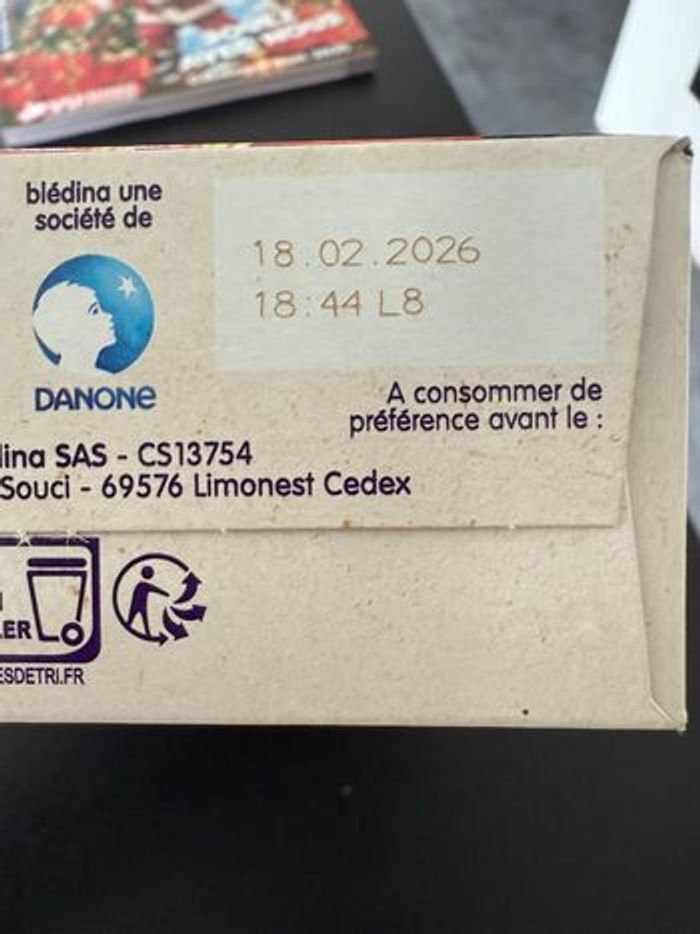 blédina une
société de
DANONE
18.02.2026
18:44 L8
A consommer de
préférence avant le :
dina SAS - CS13754
Souci - 69576 Limonest Cedex
LER
ESDETRI.FR